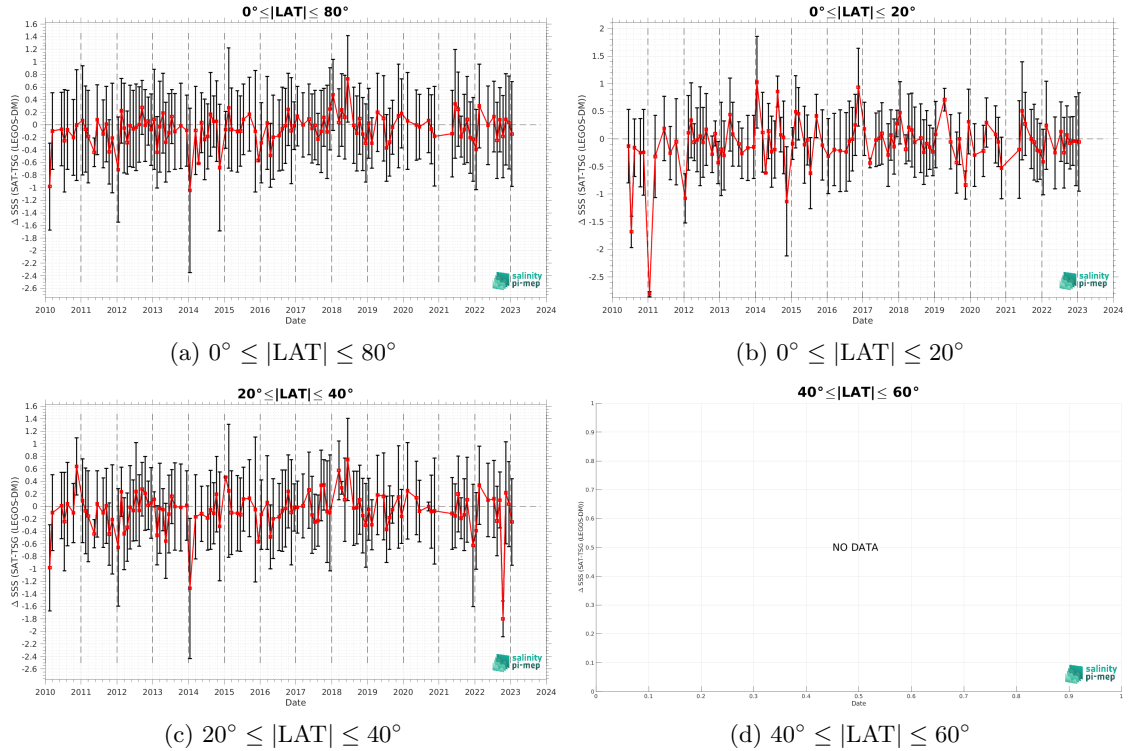 0°≤|LAT|≤ 80°
Δ SSS (SAT-TSG (LEGOS-DM))
1.6
1.4
1.2
1
0.8
0.6
0.4
0.2
0
-0.2
-0.4
-0.6
-0.8
-1
-1.2
-1.4
-1.6
-1.8
-2
-2.2
-2.4
-2.6
2010 2011 2012 2013 2014 2015 2016 2017 2018 2019 2020 2021 2022 2023 2024
Date
salinity
pi-mep
(a) 0° ≤ |LAT| ≤ 80°
0°≤|LAT|≤ 20°
Δ SSS (SAT-TSG (LEGOS-DM))
2
1.5
1
0.5
0
-0.5
-1
-1.5
-2
-2.5
2010 2011 2012 2013 2014 2015 2016 2017 2018 2019 2020 2021 2022 2023 2024
Date
salinity
pi-mep
(b) 0° ≤ |LAT| ≤ 20°
20°≤|LAT|≤ 40°
Δ SSS (SAT-TSG (LEGOS-DM))
1.6
1.4
1.2
1
0.8
0.6
0.4
0.2
0
-0.2
-0.4
-0.6
-0.8
-1
-1.2
-1.4
-1.6
-1.8
-2
-2.2
-2.4
-2.6
2010 2011 2012 2013 2014 2015 2016 2017 2018 2019 2020 2021 2022 2023 2024
Date
salinity
pi-mep
(c) 20° ≤ |LAT| ≤ 40°
40°≤|LAT|≤ 60°
Δ SSS (SAT-TSG (LEGOS-DM))
1
0.9
0.8
0.7
0.6
0.5
0.4
0.3
0.2
0.1
0
NO DATA
0 0.1 0.2 0.3 0.4 0.5 0.6 0.7 0.8 0.9 1
Date
salinity
pi-mep
(d) 40° ≤ |LAT| ≤ 60°